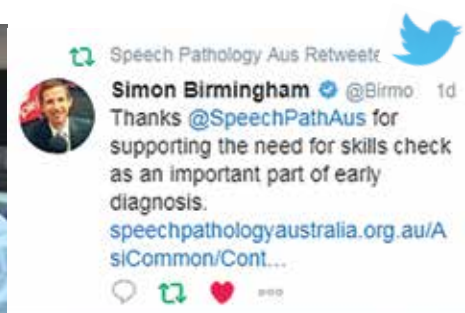 Speech Pathology Aus Retweete
Simon Birmingham @Birmo 1d
Thanks @SpeechPathAus for
supporting the need for skills check
as an important part of early
diagnosis.
speechpathologyaustralia.org.au/A
siCommon/Cont...